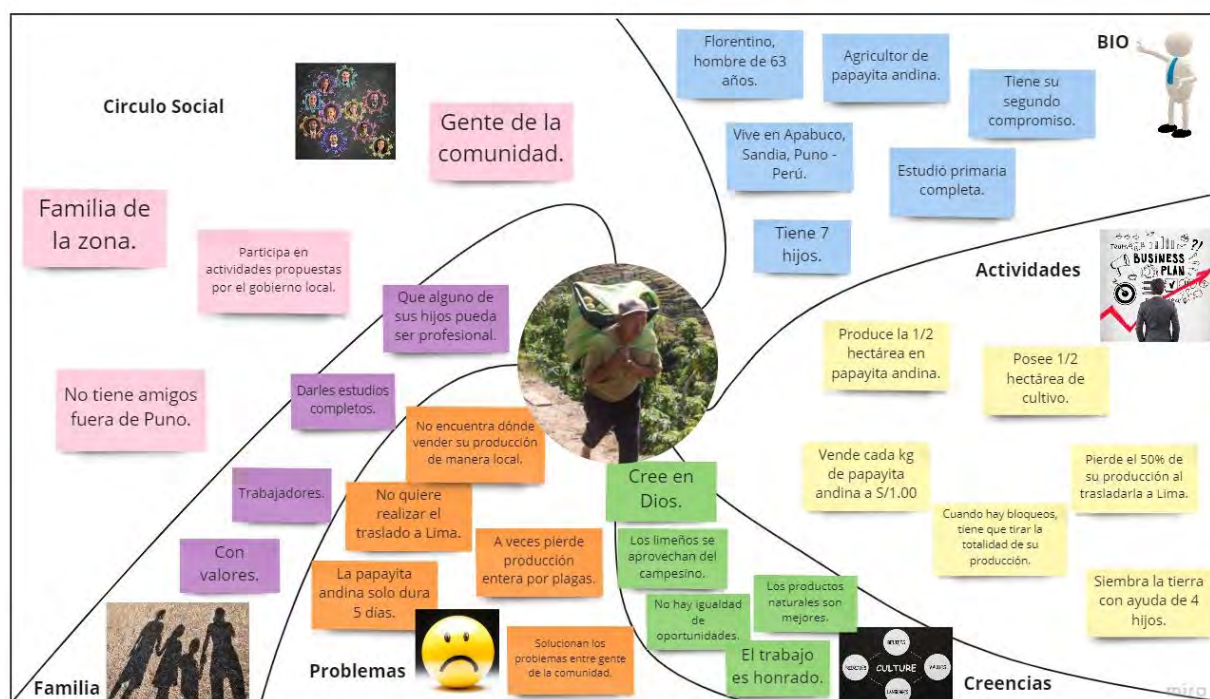 Circulo Social
Gente de la
comunidad.
Familia de
la zona.
Participa en
actividades propuestas
por el gobierno local.
No tiene amigos
fuera de Puno.
BIO
Florentino,
hombre de 63
años.
Agricultor de
papayita andina.
Tiene su
segundo
compromiso.
Vive en Apabuco,
Sandia, Puno -
Perú.
Estudió primaria
completa.
Tiene 7
hijos.
Actividades
BUSINESS
PLAN
Produce la 1/2
hectárea en
papayita andina.
Posee 1/2
hectárea de
cultivo.
Vende cada kg
de papayita
andina a S/1.00
Pierde el 50% de
su producción al
trasladarla a Lima.
Cuando hay bloqueos,
tiene que tirar la
totalidad de su
producción.
Siembra la tierra
con ayuda de 4
hijos.
Que alguno de
sus hijos pueda
ser profesional.
Darles estudios
completos.
Trabajadores.
Con
valores.
Familia
No encuentra dónde
vender su producción
de manera local.
No quiere
realizar el
traslado a Lima.
A veces pierde
producción
entera por plagas.
La papayita
andina solo dura
5 días.
Solucionan los
problemas entre gente
de la comunidad.
Problemas
Cree en
Dios.
Los limeños se
aprovechan del
campesino.
Los productos
naturales son
mejores.
No hay igualdad
de
oportunidades.
El trabajo
es honrado.
CULTURE
Creencias
miro